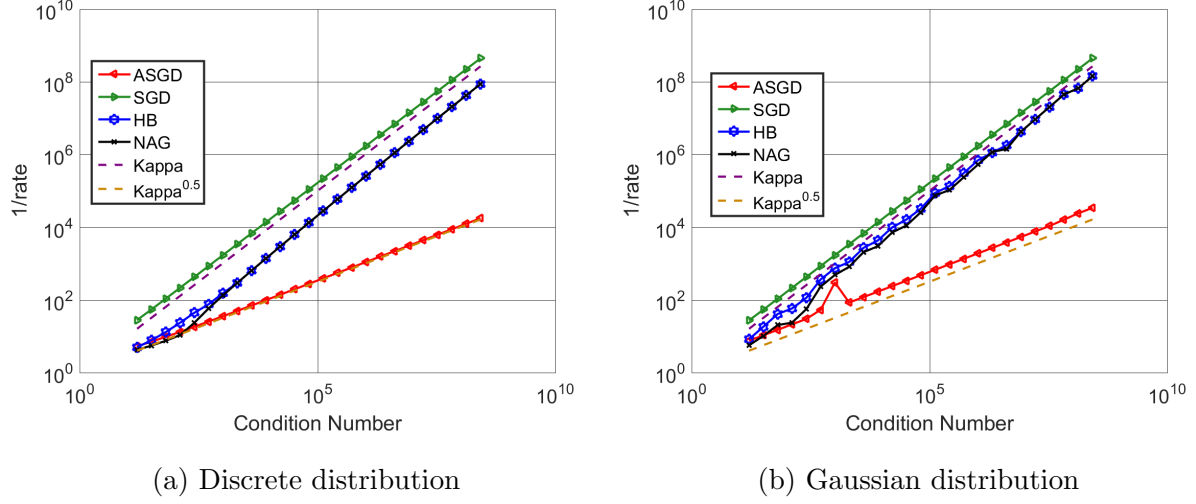 10^10
10^8
10^6
10^4
10^2
10^0
1/rate
ASGD
SGD
HB
NAG
Kappa
Kappa^0.5
10^0
10^5
10^10
Condition Number
(a) Discrete distribution
10^10
10^8
10^6
10^4
10^2
10^0
1/rate
ASGD
SGD
HB
NAG
Kappa
Kappa^0.5
10^0
10^5
10^10
Condition Number
(b) Gaussian distribution